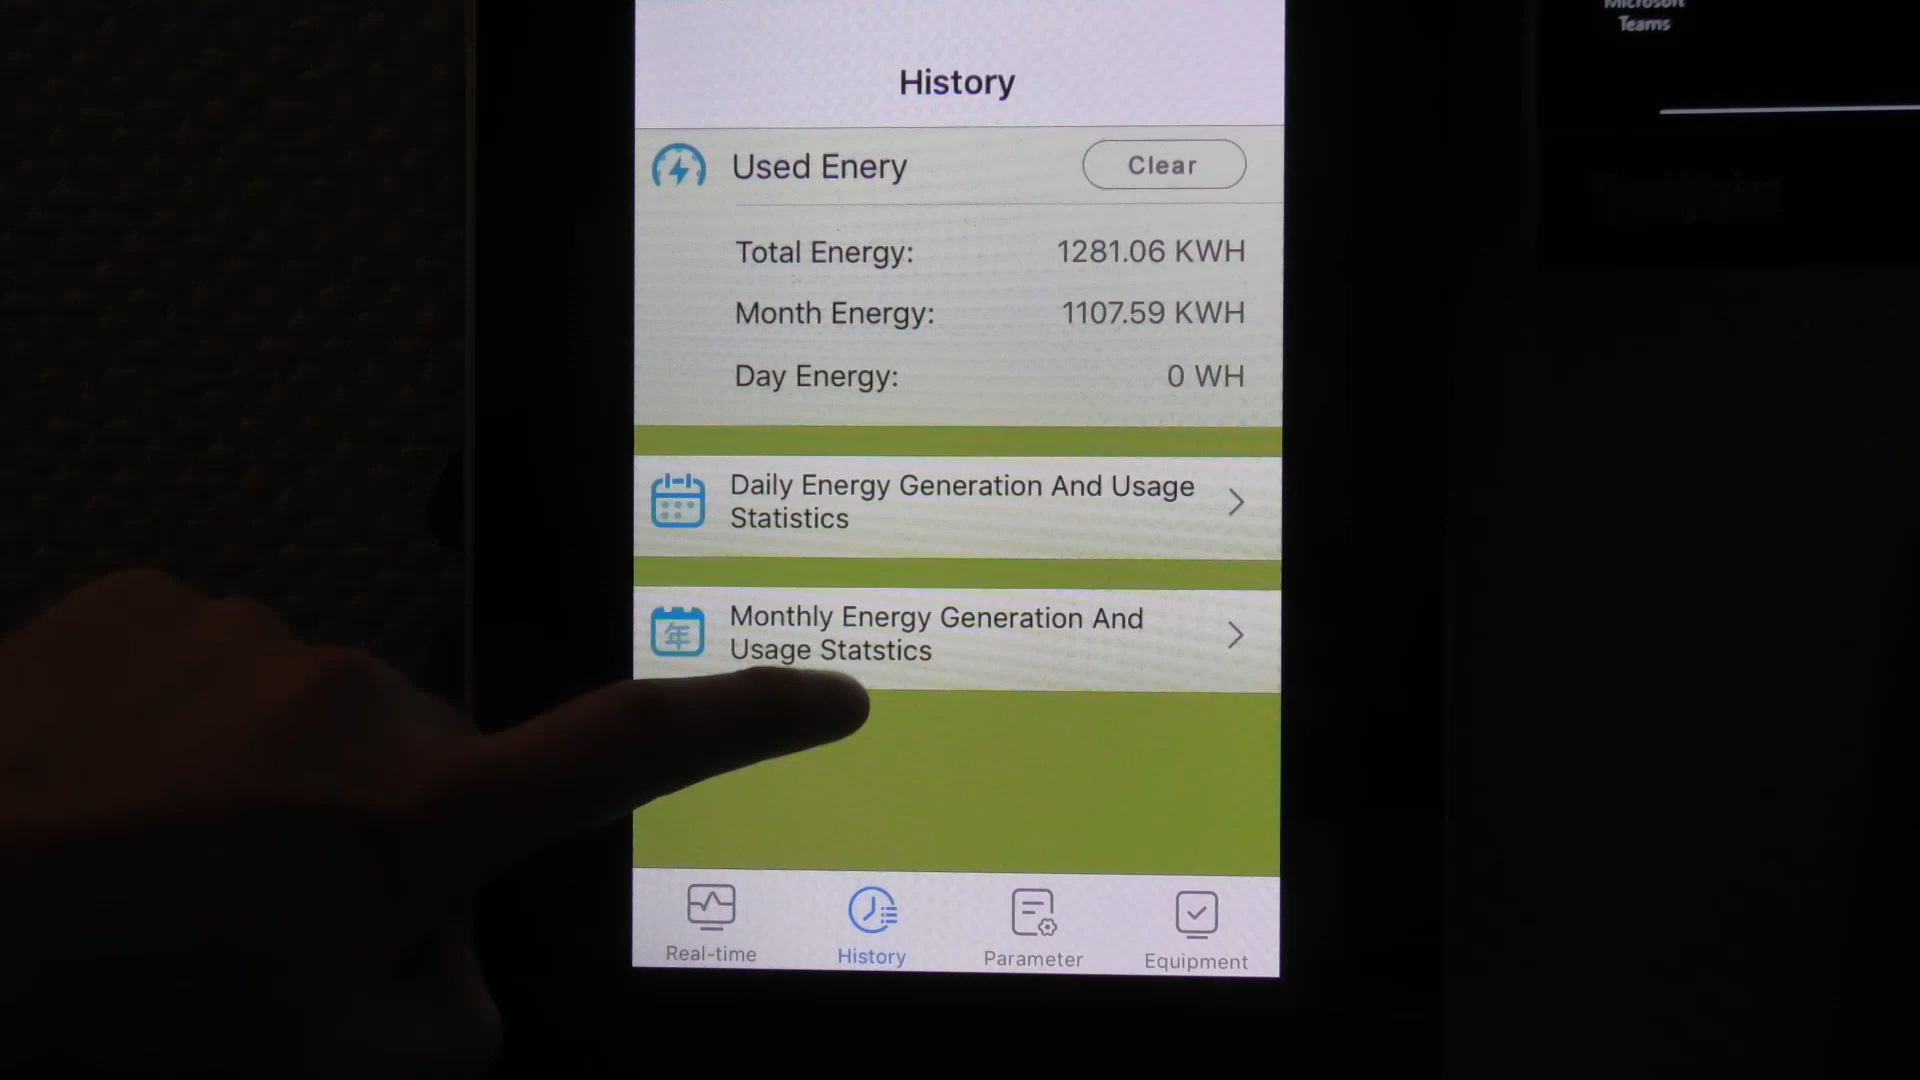 Microsoft
Teams
History
Used Enery
Clear
Total Energy: 1281.06 KWH
Month Energy: 1107.59 KWH
Day Energy: 0 WH
Daily Energy Generation And Usage
Statistics
年
Monthly Energy Generation And
Usage Statstics
Real-time
History
Parameter
Equipment